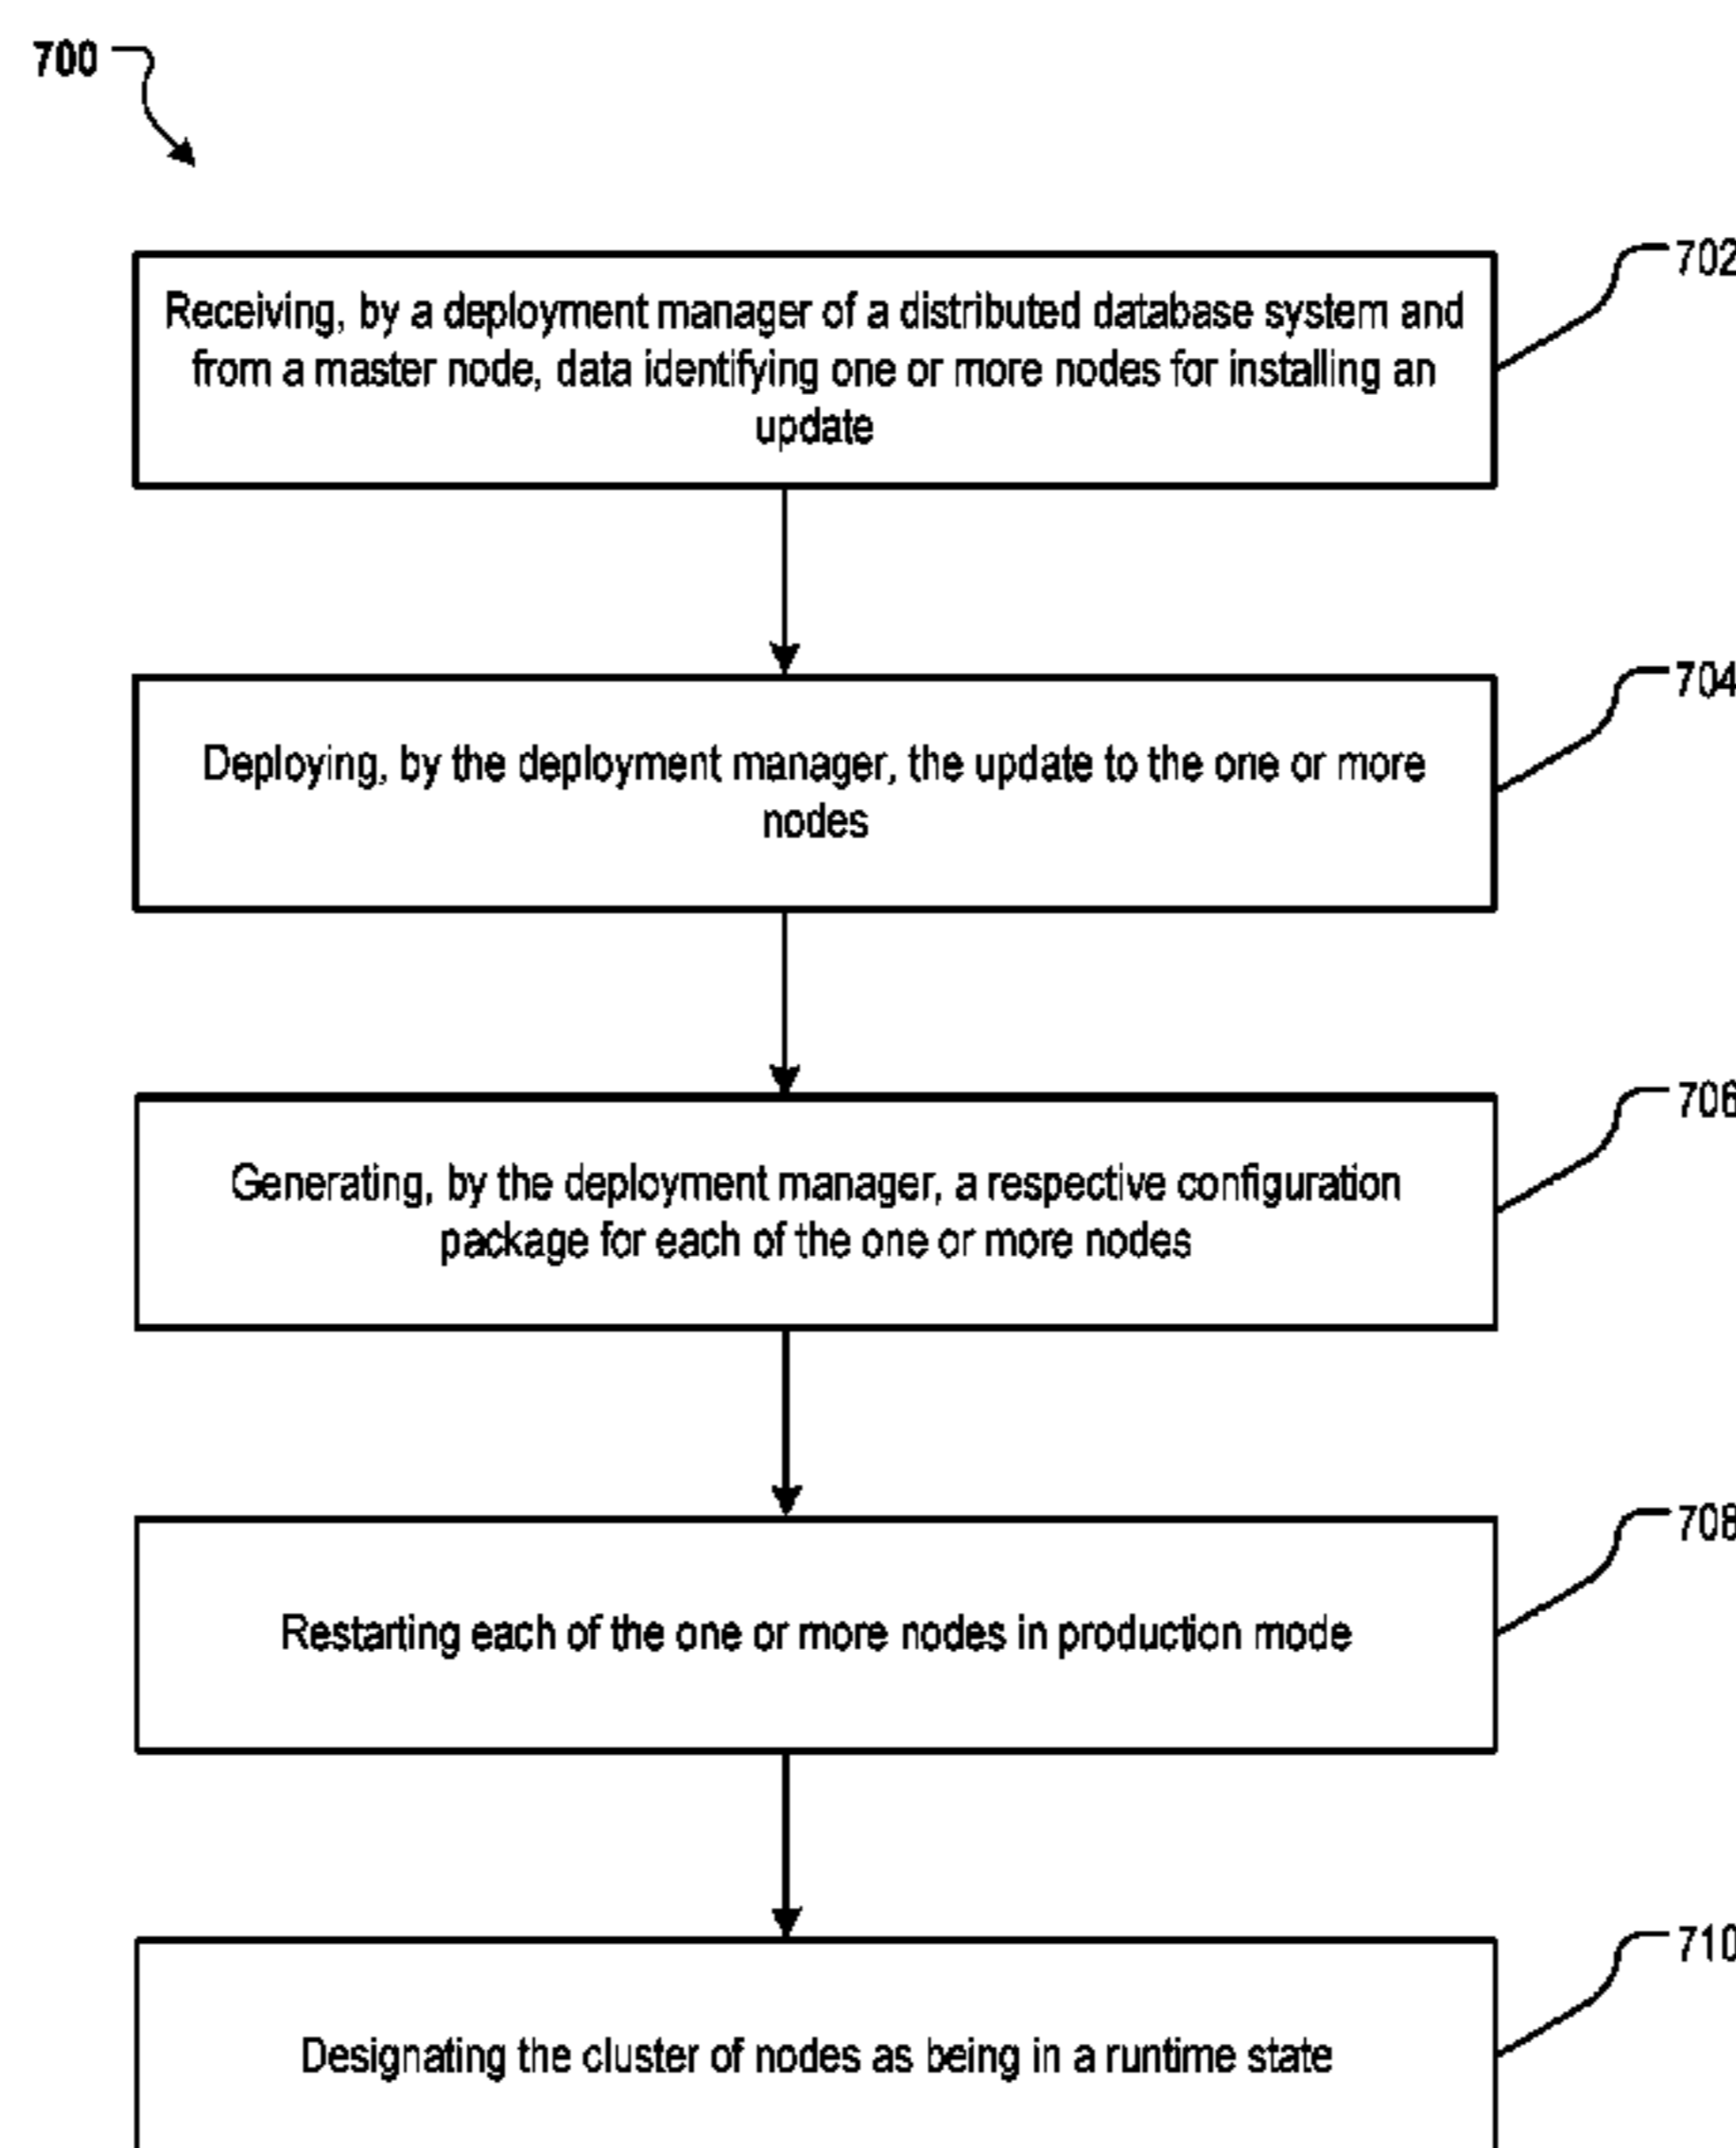 700
702
Receiving, by a deployment manager of a distributed database system and
from a master node, data identifying one or more nodes for installing an
update
704
Deploying, by the deployment manager, the update to the one or more
nodes
706
Generating, by the deployment manager, a respective configuration
package for each of the one or more nodes
708
Restarting each of the one or more nodes in production mode
710
Designating the cluster of nodes as being in a runtime state